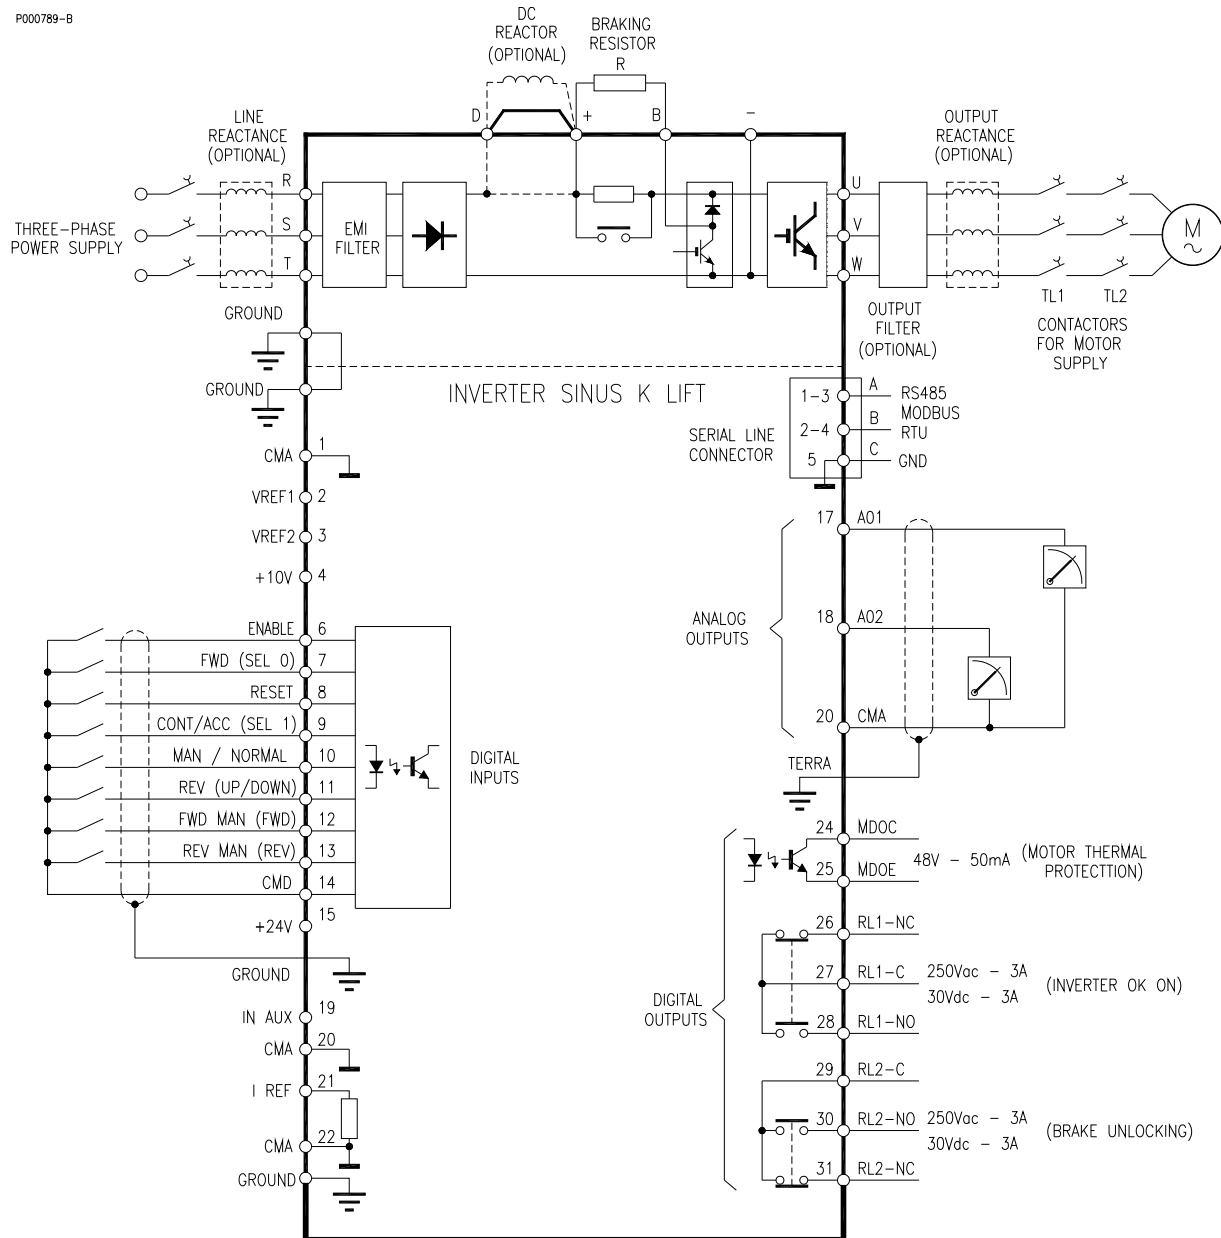 P000789-B
DC
REACTOR
(OPTIONAL)
BRAKING
RESISTOR
R
D
+
B
-
LINE
REACTANCE
(OPTIONAL)
OUTPUT
REACTANCE
(OPTIONAL)
R
S
T
U
V
W
THREE-PHASE
POWER SUPPLY
EMI
FILTER
M
~
GROUND
OUTPUT
FILTER
(OPTIONAL)
TL1
TL2
CONTACTORS
FOR MOTOR
SUPPLY
GROUND
INVERTER SINUS K LIFT
SERIAL LINE
CONNECTOR
1-3
A
2-4
B
5
C
RS485
MODBUS
RTU
GND
CMA 1
VREF1 2
VREF2 3
+10V 4
ENABLE 6
FWD (SEL 0) 7
RESET 8
CONT/ACC (SEL 1) 9
MAN / NORMAL 10
REV (UP/DOWN) 11
FWD MAN (FWD) 12
REV MAN (REV) 13
CMD 14
+24V 15
GROUND
DIGITAL
INPUTS
IN AUX 19
CMA 20
I REF 21
CMA 22
GROUND
ANALOG
OUTPUTS
17 AO1
18 AO2
20 CMA
TERRA
DIGITAL
OUTPUTS
24 MDOC
25 MDOE
48V - 50mA
(MOTOR THERMAL
PROTECTTION)
26 RL1-NC
27 RL1-C
28 RL1-NO
250Vac - 3A
30Vdc - 3A
(INVERTER OK ON)
29 RL2-C
30 RL2-NO
31 RL2-NC
250Vac - 3A
30Vdc - 3A
(BRAKE UNLOCKING)